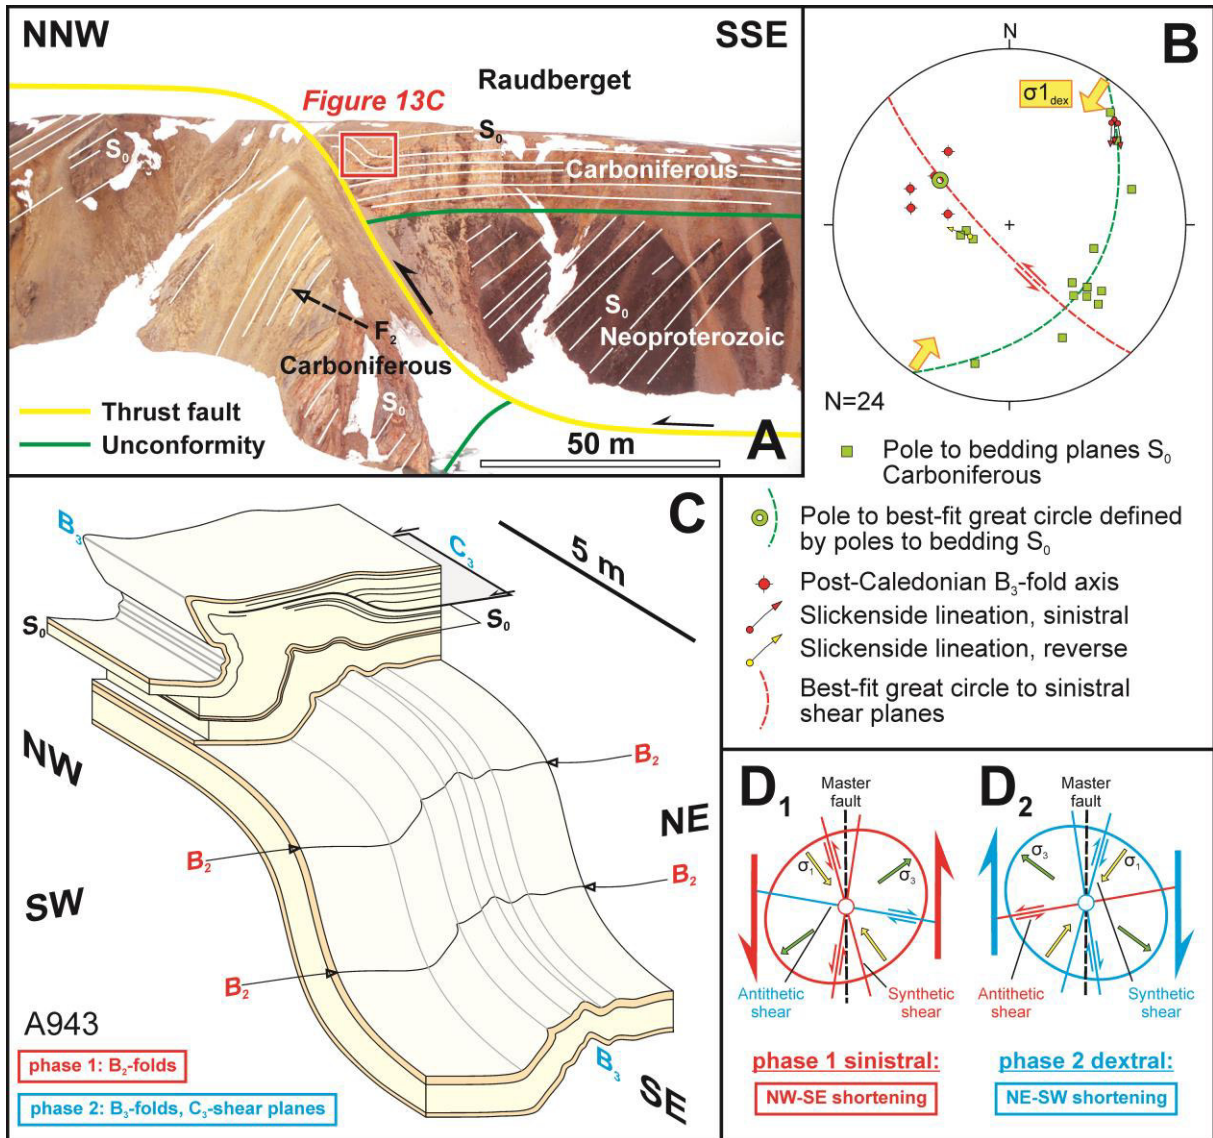 NNW
SSE
Raudberget
Figure 13C
S₀
S₀
Carboniferous
S₀
Neoproterozoic
F₂
Carboniferous
S₀
Thrust fault
Unconformity
50 m
A
B
N
σ1dex
N=24
Pole to bedding planes S₀
Carboniferous
Pole to best-fit great circle defined
by poles to bedding S₀
Post-Caledonian B₃-fold axis
Slickenside lineation, sinistral
Slickenside lineation, reverse
Best-fit great circle to sinistral
shear planes
C
B₃
C₃
5 m
S₀
S₀
NW
B₂
NE
B₂
B₂
SW
B₂
A943
B₃
SE
phase 1: B₂-folds
phase 2: B₃-folds, C₃-shear planes
D₁
Master
fault
σ₁
σ₃
Antithetic
shear
Synthetic
shear
phase 1 sinistral:
NW-SE shortening
D₂
Master
fault
σ₃
σ₁
Antithetic
shear
Synthetic
shear
phase 2 dextral:
NE-SW shortening